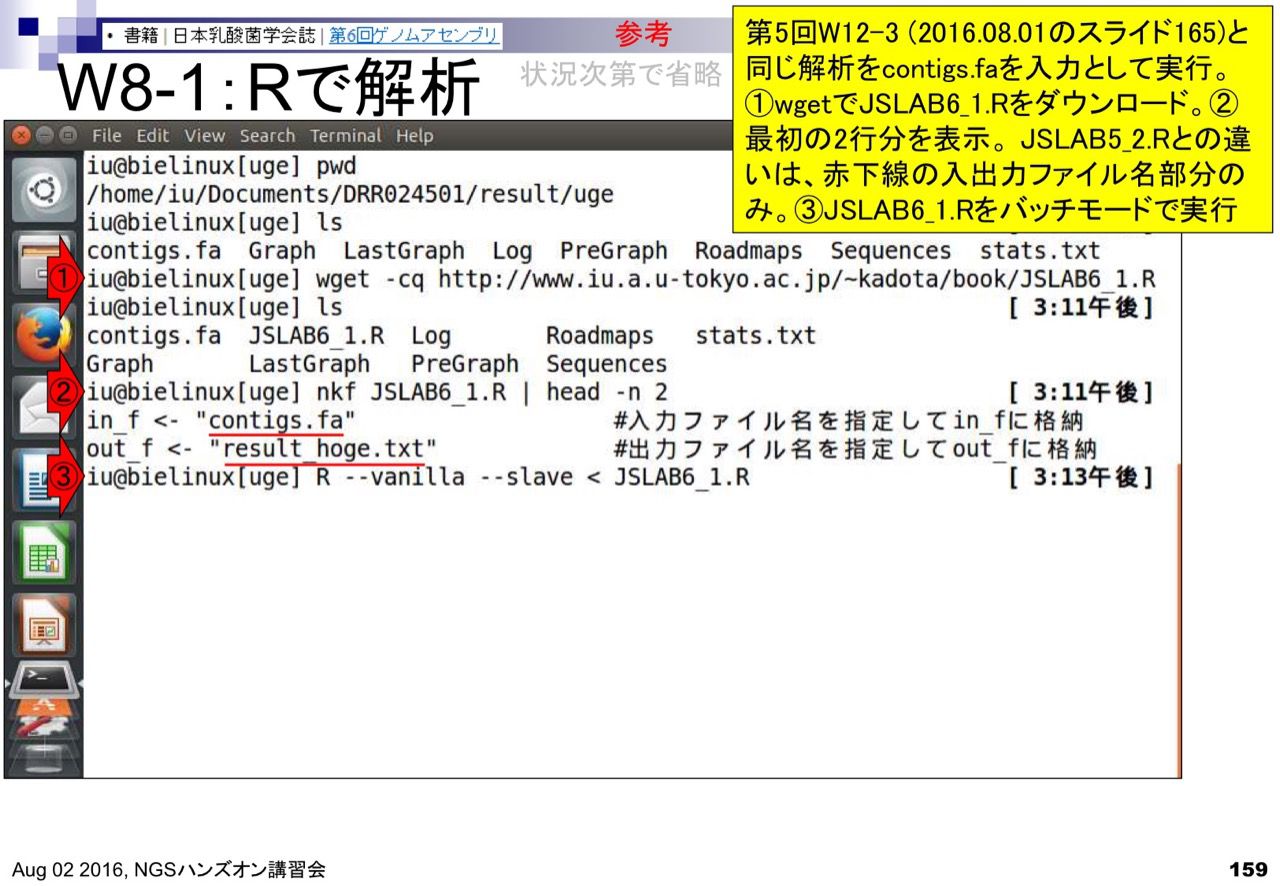 ・ 書籍 | 日本乳酸菌学会誌 | 第6回ゲノムアセンブリ
参考
W8-1：Rで解析
状況次第で省略
第5回W12-3 (2016.08.01のスライド165)と
同じ解析をcontigs.faを入力として実行。
①wgetでJSLAB6_1.Rをダウンロード。②
最初の2行分を表示。JSLAB5_2.Rとの違
いは、赤下線の入出力ファイル名部分の
み。③JSLAB6_1.Rをバッチモードで実行
File Edit View Search Terminal Help
iu@bielinux[uge] pwd
/home/iu/Documents/DRR024501/result/uge
iu@bielinux[uge] ls
contigs.fa Graph LastGraph Log PreGraph Roadmaps Sequences stats.txt
① iu@bielinux[uge] wget -cq http://www.iu.a.u-tokyo.ac.jp/~kadota/book/JSLAB6_1.R
iu@bielinux[uge] ls [ 3:11午後]
contigs.fa JSLAB6_1.R Log Roadmaps stats.txt
Graph LastGraph PreGraph Sequences
② iu@bielinux[uge] nkf JSLAB6_1.R | head -n 2 [ 3:11午後]
in_f <- "contigs.fa" #入力ファイル名を指定してin_fに格納
out_f <- "result_hoge.txt" #出力ファイル名を指定してout_fに格納
③ iu@bielinux[uge] R --vanilla --slave < JSLAB6_1.R [ 3:13午後]
Aug 02 2016, NGSハンズオン講習会
159